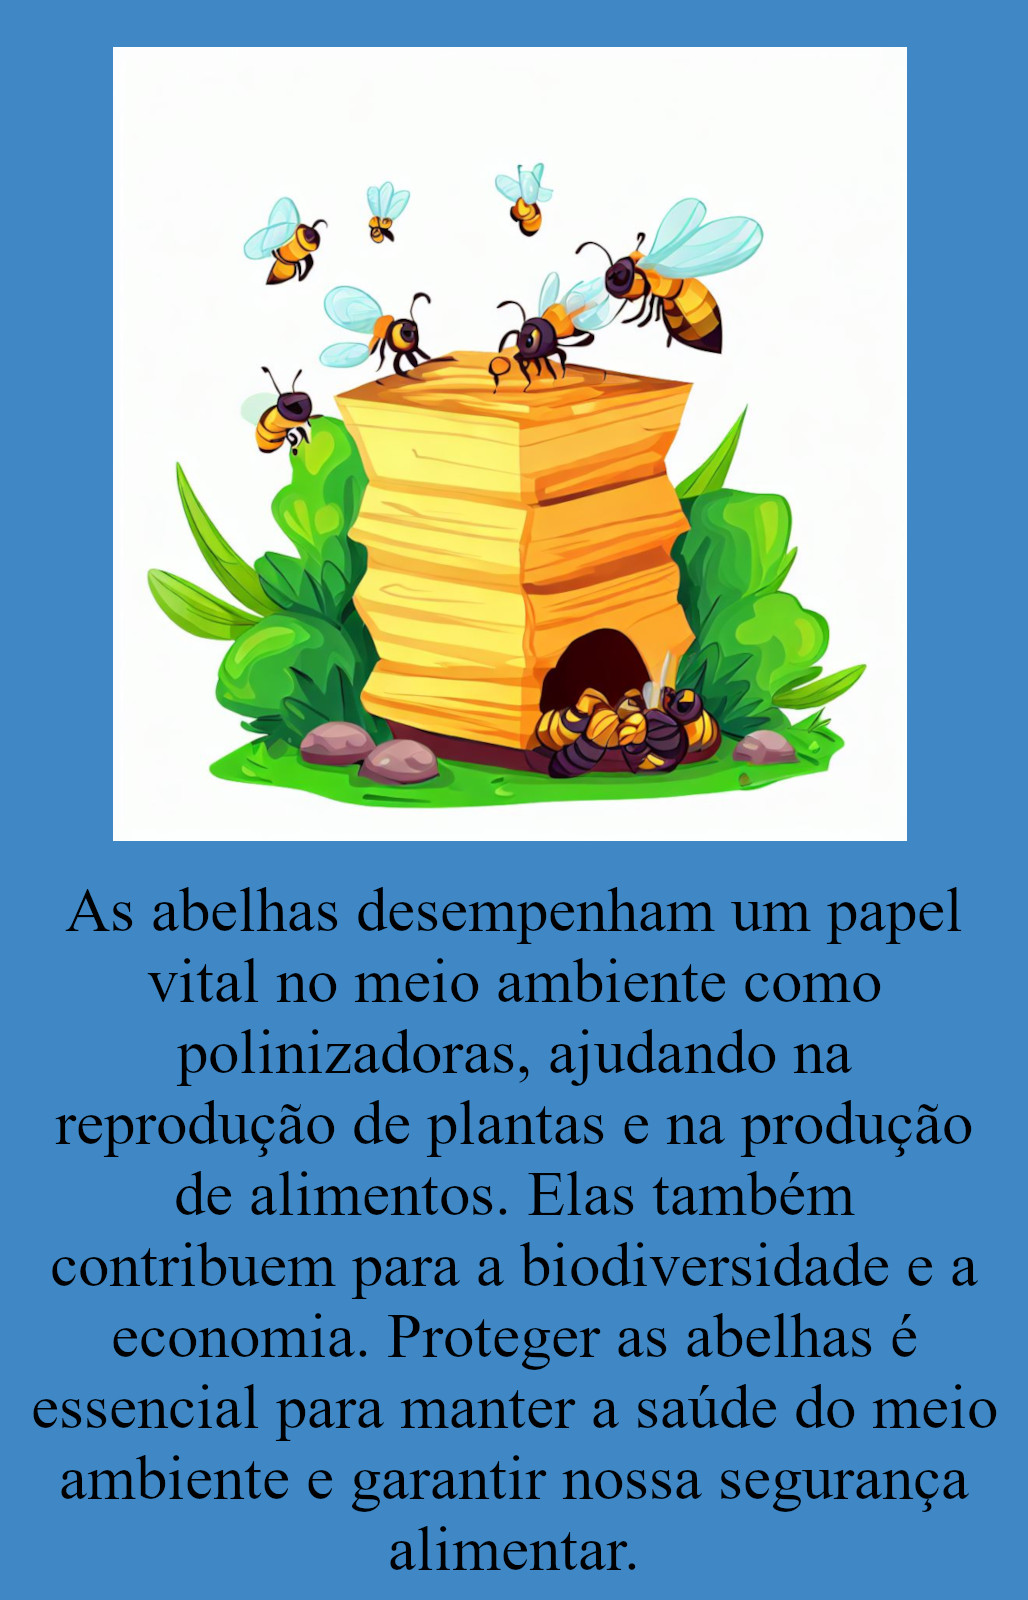 As abelhas desempenham um papel
vital no meio ambiente como
polinizadoras, ajudando na
reprodução de plantas e na produção
de alimentos. Elas também
contribuem para a biodiversidade e a
economia. Proteger as abelhas é
essencial para manter a saúde do meio
ambiente e garantir nossa segurança
alimentar.